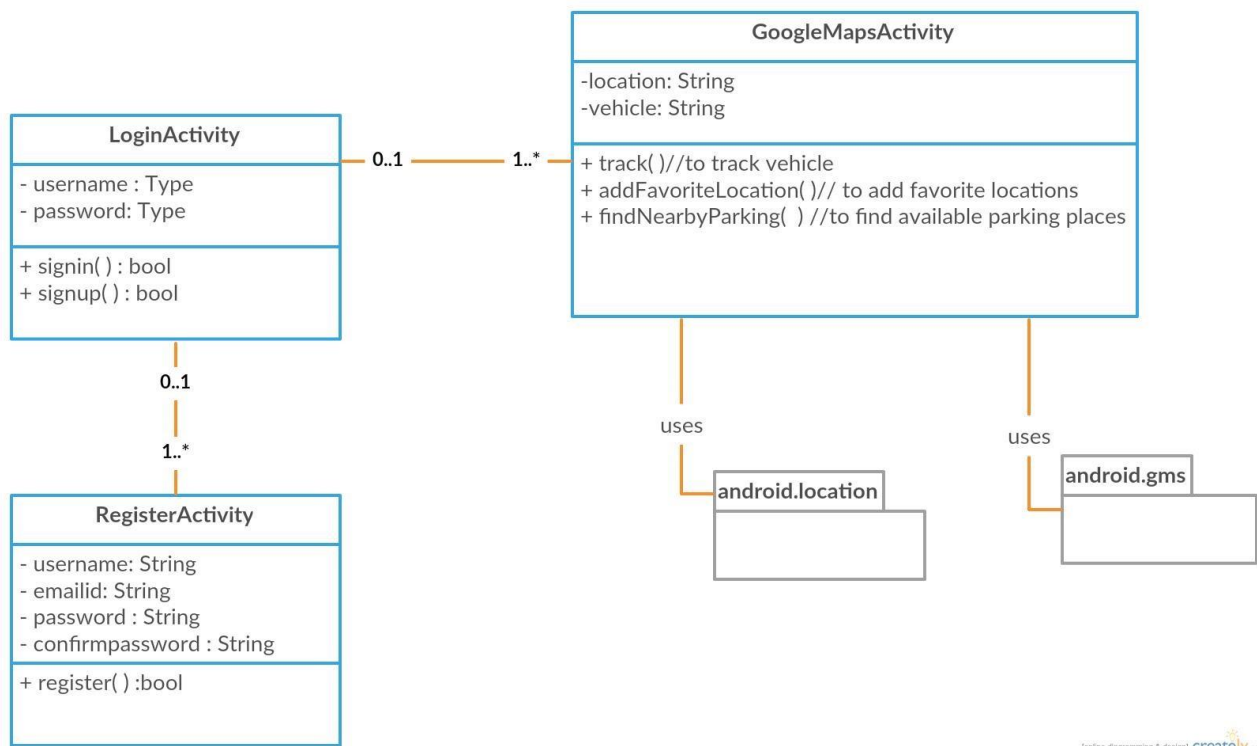 GoogleMapsActivity
-location: String
-vehicle: String
+ track( )//to track vehicle
+ addFavoriteLocation( )// to add favorite locations
+ findNearbyParking(  ) //to find available parking places
LoginActivity
- username : Type
- password: Type
+ signin( ) : bool
+ signup( ) : bool
0..1
1..*
0..1
1..*
RegisterActivity
- username: String
- emailid: String
- password : String
- confirmpassword : String
+ register( ) :bool
uses
android.location
uses
android.gms
creately